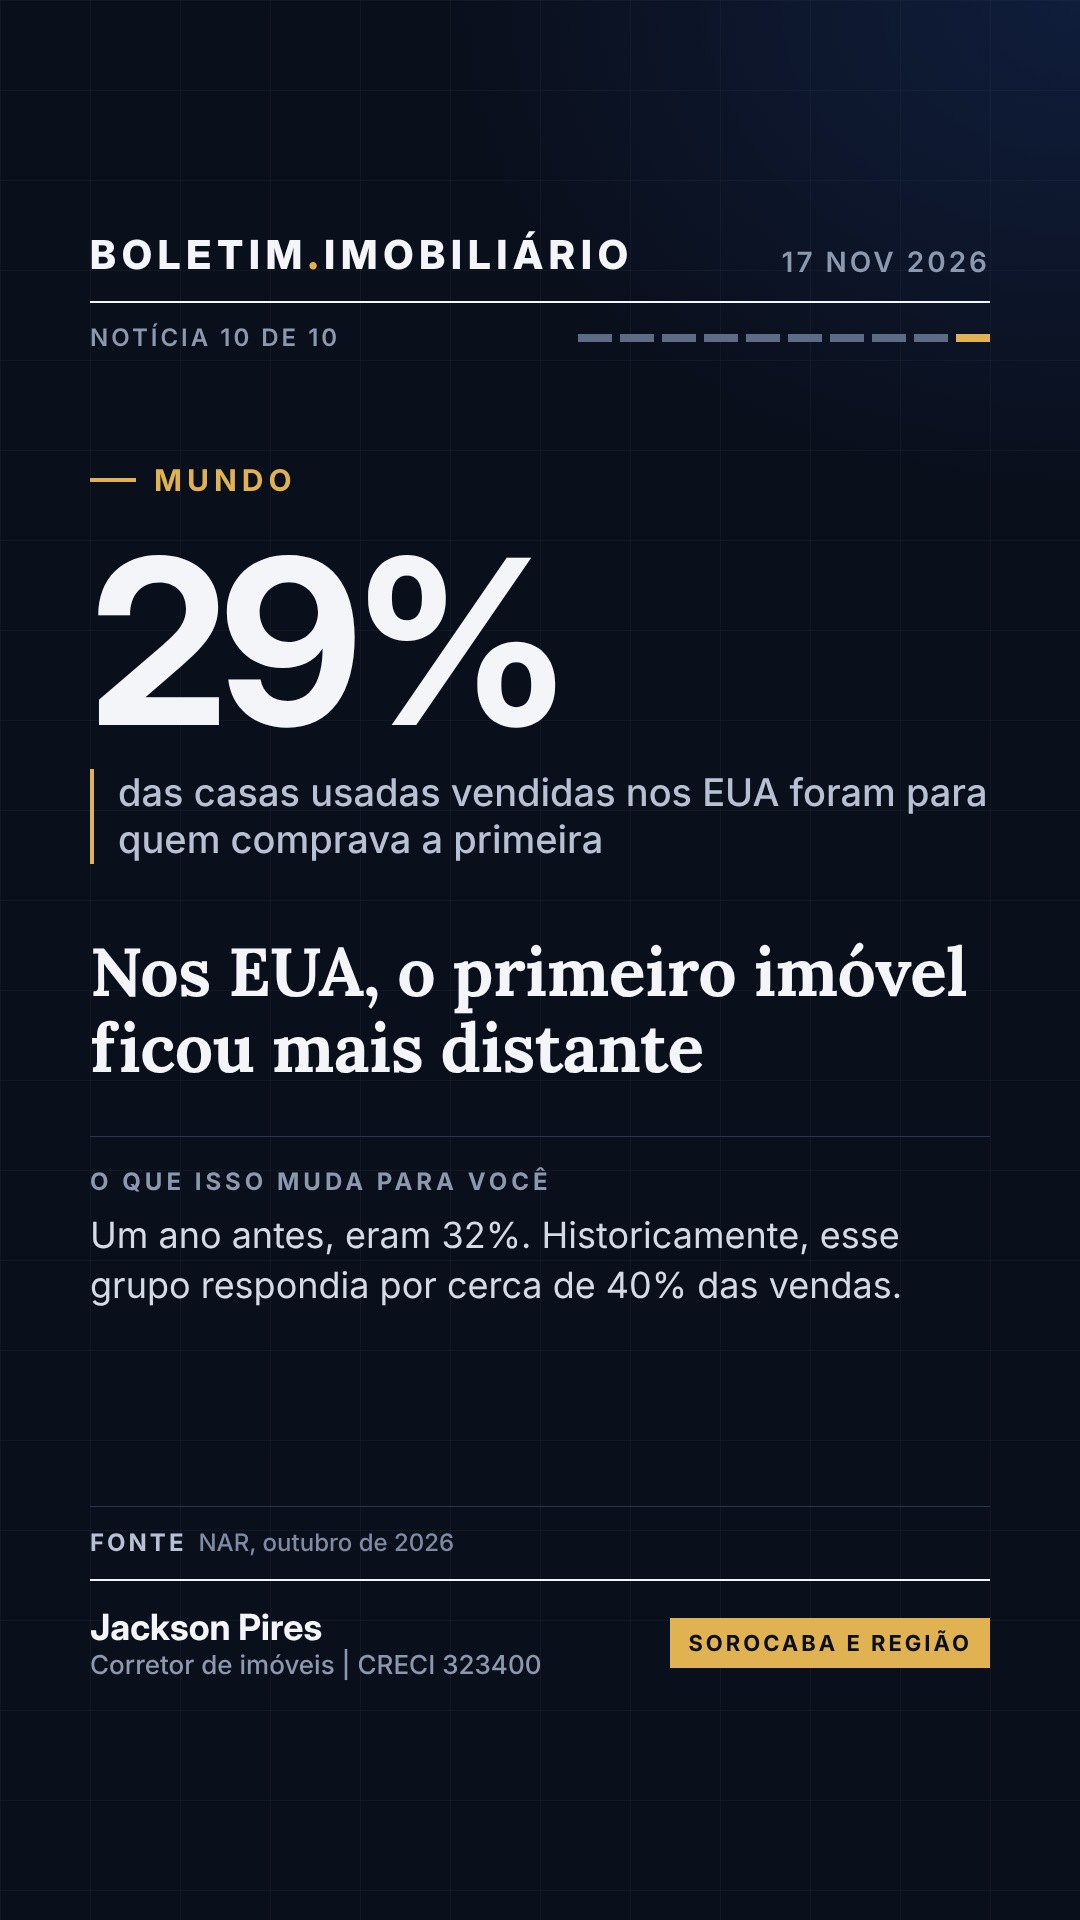 BOLETIM.IMOBILIÁRIO
17 NOV 2026
NOTÍCIA 10 DE 10
MUNDO
29%
das casas usadas vendidas nos EUA foram para
quem comprava a primeira
Nos EUA, o primeiro imóvel
ficou mais distante
O QUE ISSO MUDA PARA VOCÊ
Um ano antes, eram 32%. Historicamente, esse
grupo respondia por cerca de 40% das vendas.
FONTE NAR, outubro de 2026
Jackson Pires
Corretor de imóveis | CRECI 323400
SOROCABA E REGIÃO